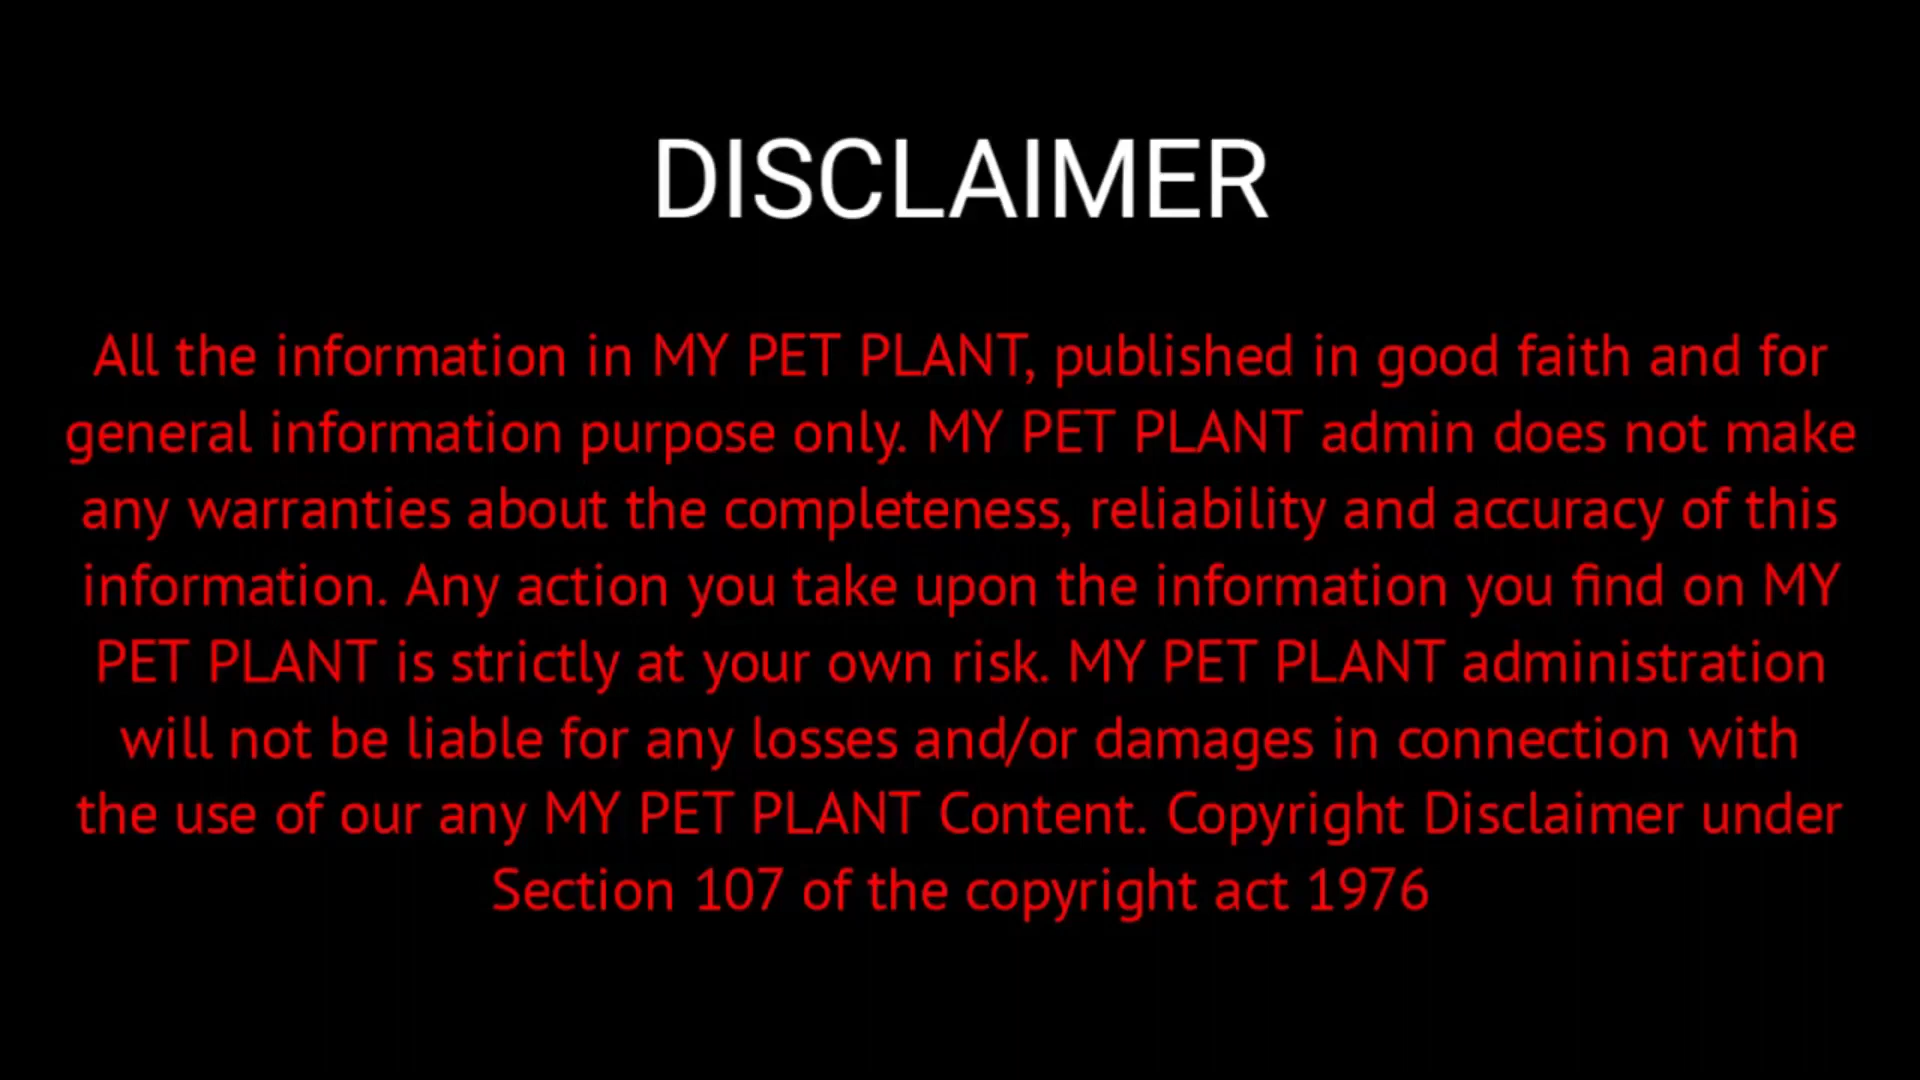 DISCLAIMER
All the information in MY PET PLANT, published in good faith and for
general information purpose only. MY PET PLANT admin does not make
any warranties about the completeness, reliability and accuracy of this
information. Any action you take upon the information you find on MY
PET PLANT is strictly at your own risk. MY PET PLANT administration
will not be liable for any losses and/or damages in connection with
the use of our any MY PET PLANT Content. Copyright Disclaimer under
Section 107 of the copyright act 1976